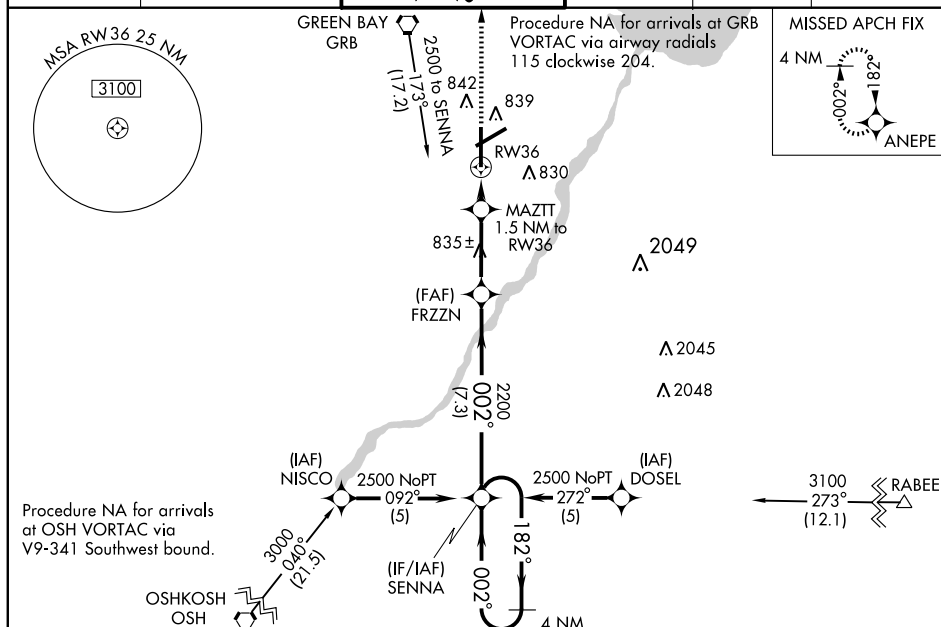 GREEN BAY
GRB
Procedure NA for arrivals at GRB
VORTAC via airway radials
115 clockwise 204.
MISSED APCH FIX
4 NM
002°
182°
ANEPE
MSA RW36 25 NM
3100
2500 to SENNA
173°
(17.2)
842
839
RW36
830
MAZTT
1.5 NM to
RW36
835±
2049
(FAF)
FRZZN
2045
2048
2200
002°
(7.3)
(IAF)
NISCO
2500 NoPT
092°
(5)
2500 NoPT
272°
(5)
(IAF)
DOSEL
3100
273°
(12.1)
RABEE
Procedure NA for arrivals
at OSH VORTAC via
V9-341 Southwest bound.
3000
040°
(21.5)
(IF/IAF)
SENNA
002°
182°
4 NM
OSHKOSH
OSH